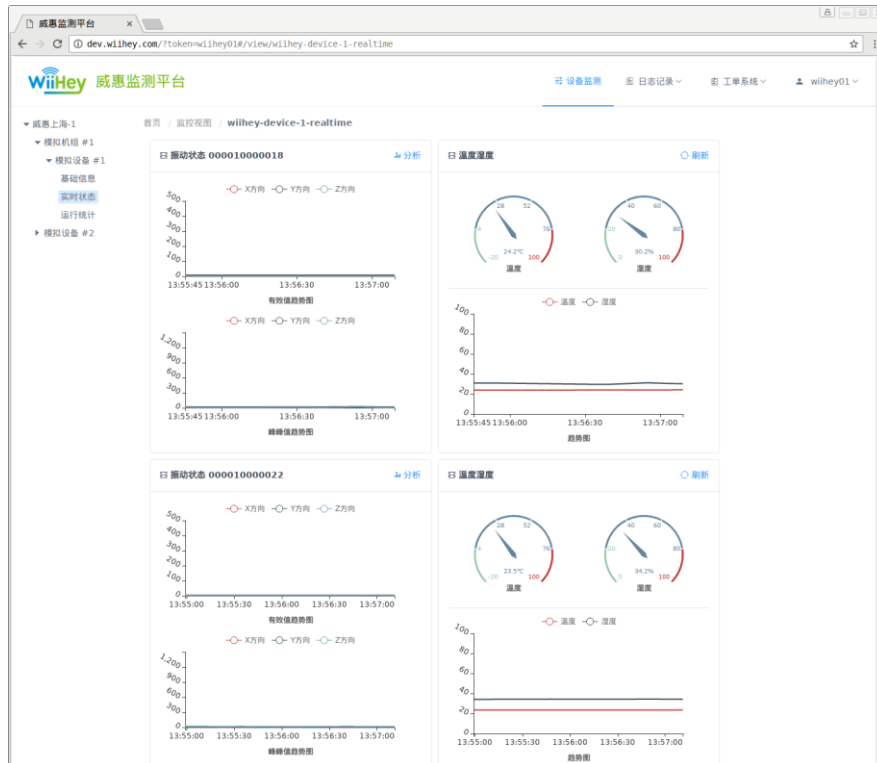 威惠监测平台
dev.wiihey.com/?token=wiihey01#/view/wiihey-device-1-realtime
WiiHey 威惠监测平台
设备监测 日志记录 工单系统 wiihey01
威惠上海-1
模拟机组 #1
模拟设备 #1
基础信息
实时状态
运行统计
模拟设备 #2
首页 / 监控视图 / wiihey-device-1-realtime
振动状态 000010000018 分析
X方向 Y方向 Z方向
500
400
300
200
100
0
13:55:45 13:56:00 13:56:30 13:57:00
有效值趋势图
X方向 Y方向 Z方向
1,200
900
600
300
0
13:55:45 13:56:00 13:56:30 13:57:00
峰峰值趋势图
温度湿度 刷新
28 52
4 76
-20 24.2℃ 100
温度
40 60
20 80
0 30.2% 100
湿度
温度 湿度
100
80
60
40
20
0
13:55:45 13:56:00 13:56:30 13:57:00
趋势图
振动状态 000010000022 分析
X方向 Y方向 Z方向
500
400
300
200
100
0
13:55:00 13:55:30 13:56:00 13:56:30 13:57:00
有效值趋势图
X方向 Y方向 Z方向
1,200
900
600
300
0
13:55:00 13:55:30 13:56:00 13:56:30 13:57:00
峰峰值趋势图
温度湿度 刷新
28 52
4 76
-20 23.5℃ 100
温度
40 60
20 80
0 34.2% 100
湿度
温度 湿度
100
80
60
40
20
0
13:55:00 13:55:30 13:56:00 13:56:30 13:57:00
趋势图